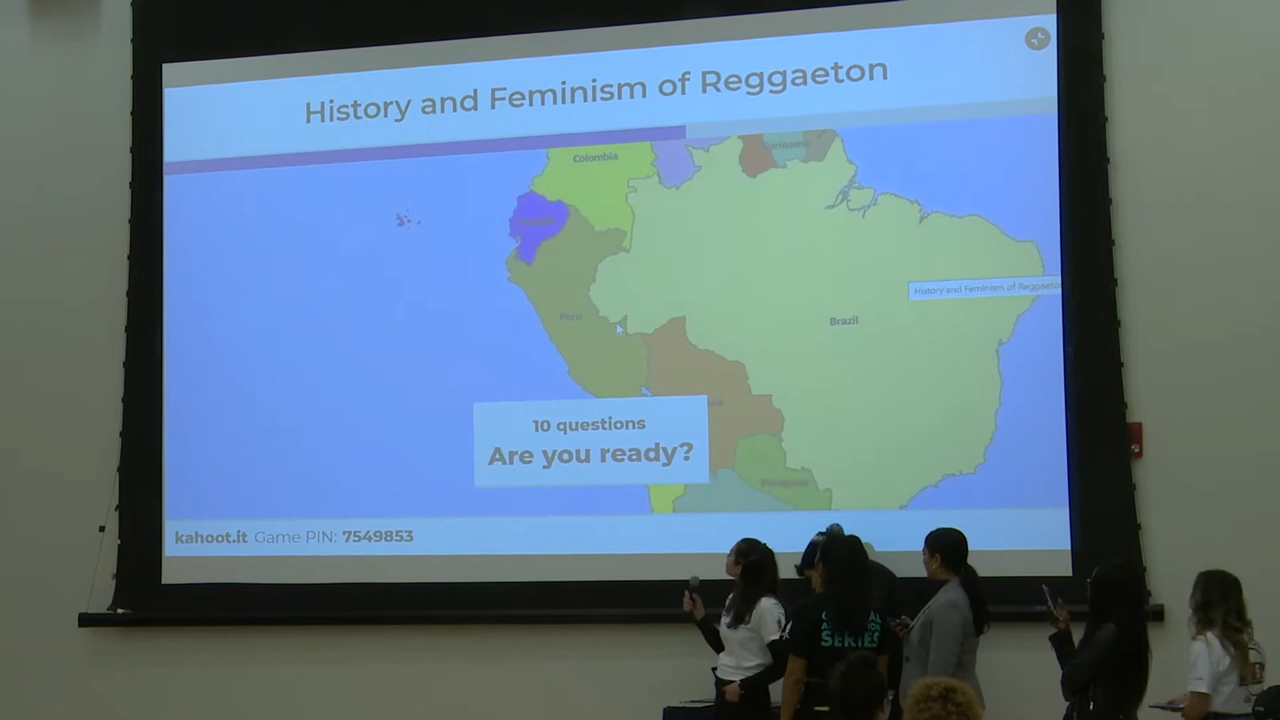 History and Feminism of Reggaeton
Colombia
Suriname
History and Feminism of Reggaeton
Peru
Brazil
10 questions
Are you ready?
Paraguay
kahoot.it Game PIN: 7549853
SERIES